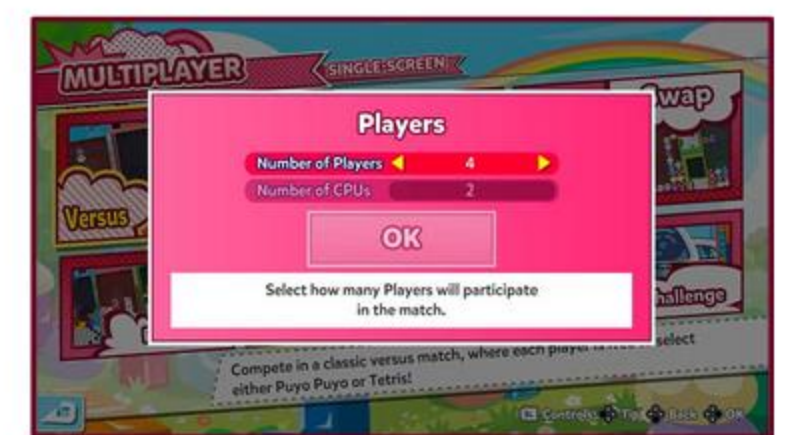 MULTIPLAYER
SINGLE-SCREEN
Swap
Players
Number of Players 4
Number of CPUs 2
Versus
OK
Select how many Players will participate
in the match.
Challenge
Compete in a classic versus match, where each player is free to select
either Puyo Puyo or Tetris!
Controls Tip Back OK